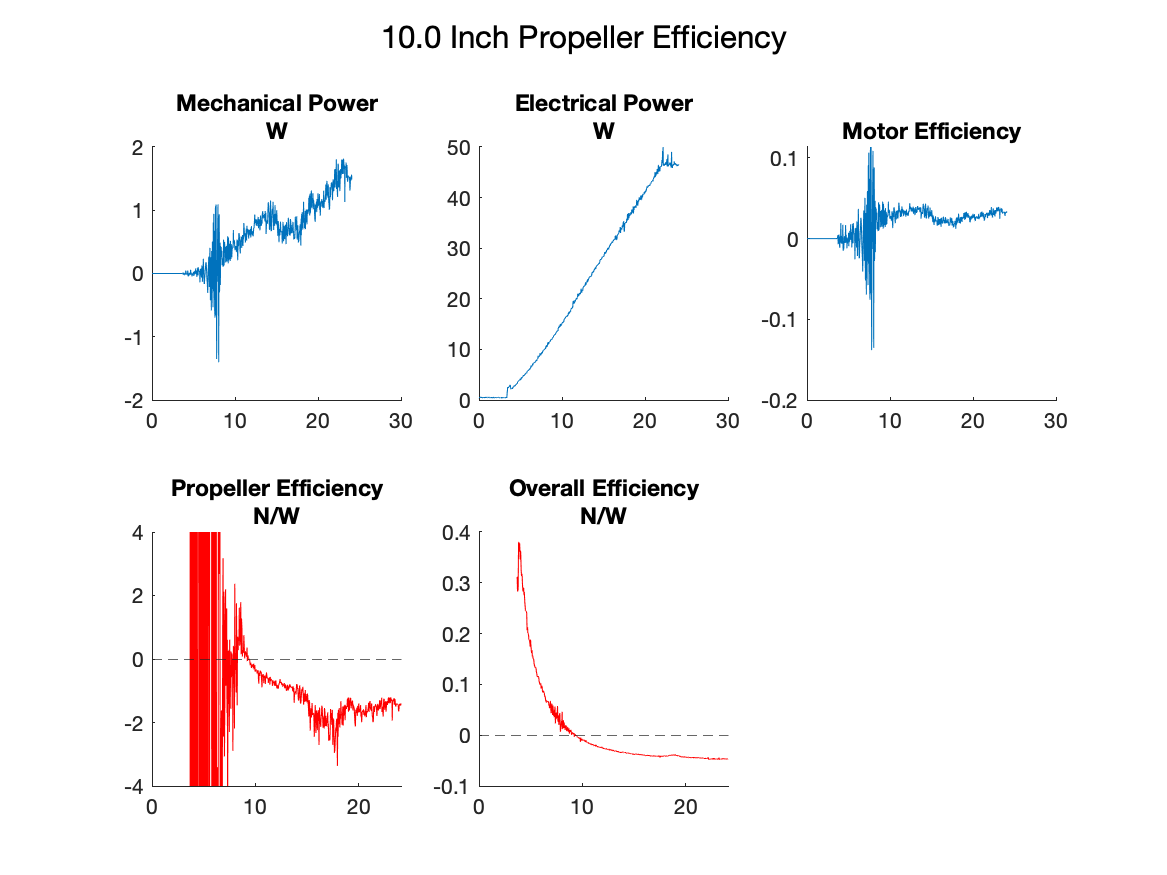 10.0 Inch Propeller Efficiency
Mechanical Power
W
2
1
0
-1
-2
0 10 20 30
Electrical Power
W
50
40
30
20
10
0
0 10 20 30
Motor Efficiency
0.1
0
-0.1
-0.2
0 10 20 30
Propeller Efficiency
N/W
4
2
0
-2
-4
0 10 20
Overall Efficiency
N/W
0.4
0.3
0.2
0.1
0
-0.1
0 10 20